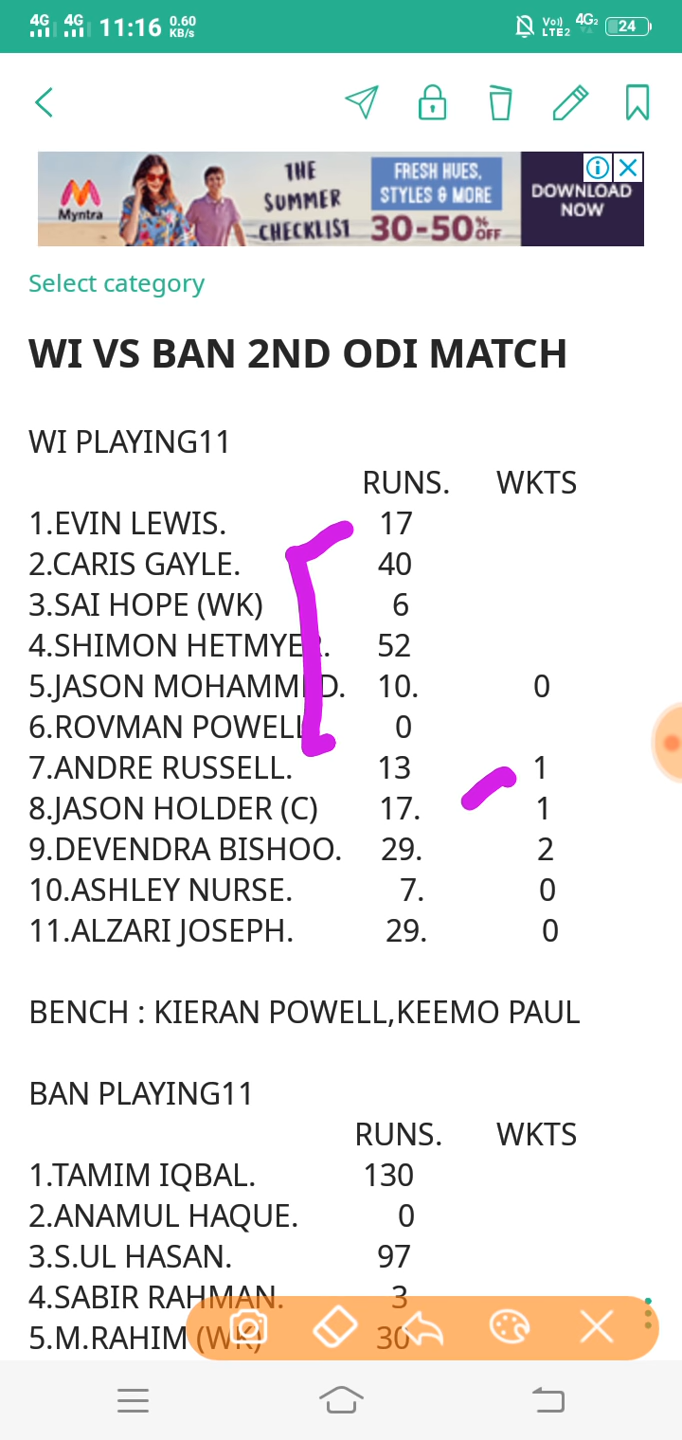 4G 4G 11:16 0.60 KB/s Vo)) LTE2 4G2 24
Myntra
THE SUMMER CHECKLIST
FRESH HUES, STYLES & MORE
30-50% OFF
DOWNLOAD NOW
Select category
WI VS BAN 2ND ODI MATCH
WI PLAYING11
RUNS. WKTS
1.EVIN LEWIS. 17
2.CARIS GAYLE. 40
3.SAI HOPE (WK) 6
4.SHIMON HETMYER. 52
5.JASON MOHAMMED. 10. 0
6.ROVMAN POWELL 0
7.ANDRE RUSSELL. 13 1
8.JASON HOLDER (C) 17. 1
9.DEVENDRA BISHOO. 29. 2
10.ASHLEY NURSE. 7. 0
11.ALZARI JOSEPH. 29. 0
BENCH : KIERAN POWELL,KEEMO PAUL
BAN PLAYING11
RUNS. WKTS
1.TAMIM IQBAL. 130
2.ANAMUL HAQUE. 0
3.S.UL HASAN. 97
4.SABIR RAHMAN. 3
5.M.RAHIM (WK) 30